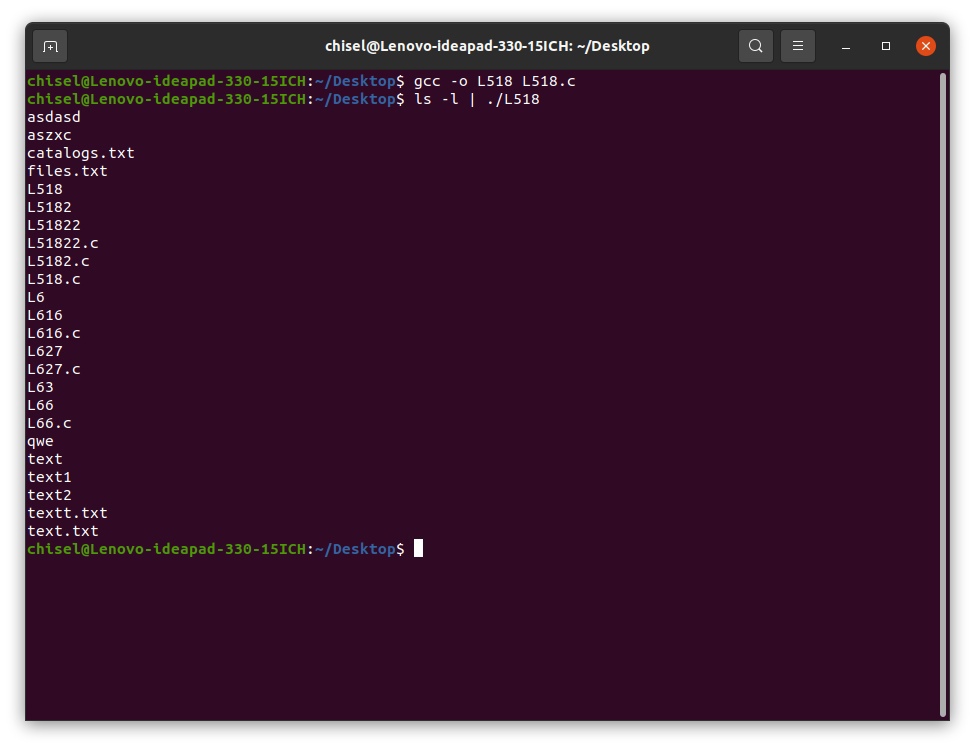 chisel@Lenovo-ideapad-330-15ICH: ~/Desktop
chisel@Lenovo-ideapad-330-15ICH:~/Desktop$ gcc -o L518 L518.c
chisel@Lenovo-ideapad-330-15ICH:~/Desktop$ ls -l | ./L518
asdasd
aszxc
catalogs.txt
files.txt
L518
L5182
L51822
L51822.c
L5182.c
L518.c
L6
L616
L616.c
L627
L627.c
L63
L66
L66.c
qwe
text
text1
text2
textt.txt
text.txt
chisel@Lenovo-ideapad-330-15ICH:~/Desktop$